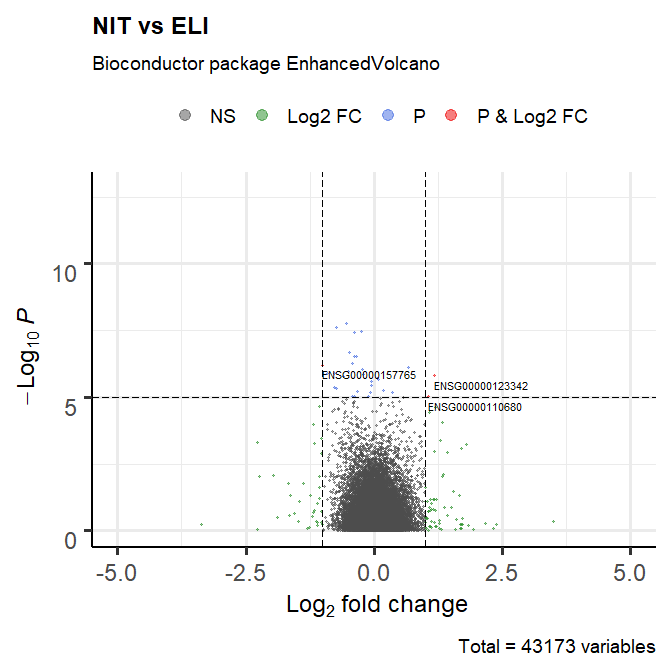 NIT vs ELI
Bioconductor package EnhancedVolcano
NS Log2 FC P P & Log2 FC
10
5
0
−Log10 P
ENSG00000157765
ENSG00000123342
ENSG00000110680
-5.0 -2.5 0.0 2.5 5.0
Log2 fold change
Total = 43173 variables